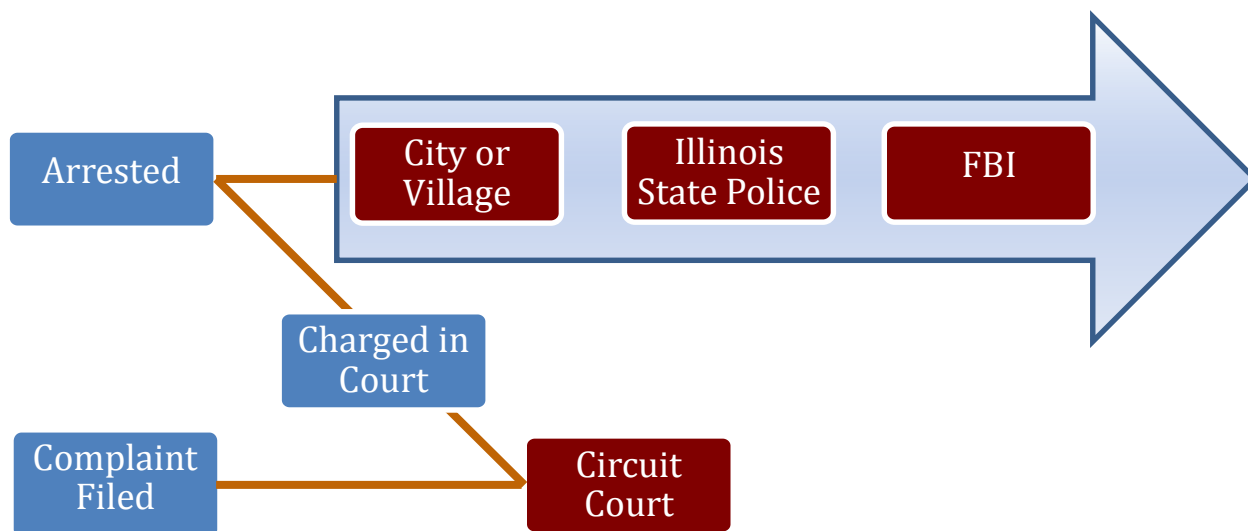 Arrested
City or
Village
Illinois
State Police
FBI
Charged in
Court
Complaint
Filed
Circuit
Court